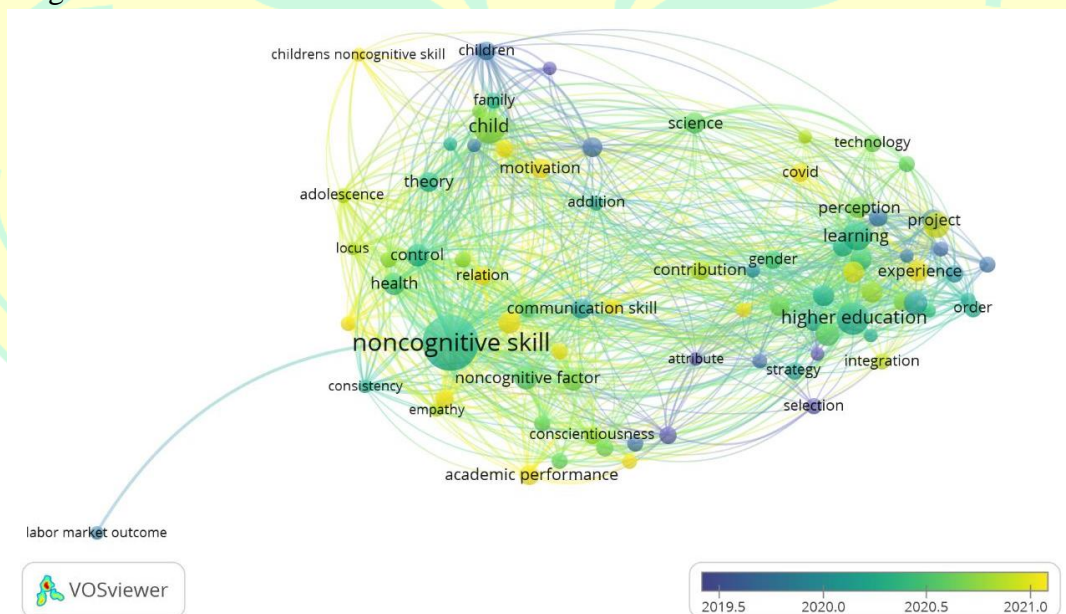 childrens noncognitive skill
children
family
child
science
technology
motivation
covid
theory
adolescence
addition
perception
project
learning
locus
control
gender
health
relation
contribution
experience
communication skill
higher education
order
noncognitive skill
attribute
strategy
integration
consistency
noncognitive factor
empathy
selection
conscientiousness
academic performance
labor market outcome
VOSviewer
2019.5 2020.0 2020.5 2021.0